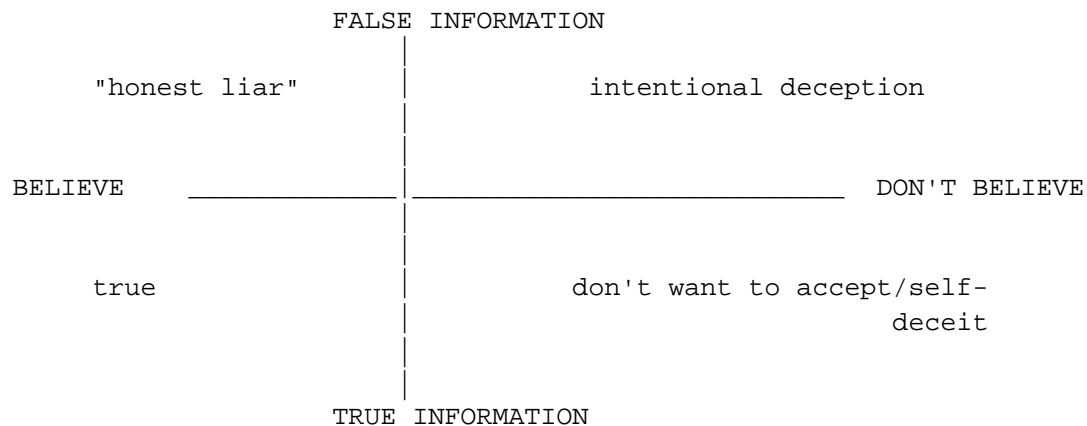 FALSE INFORMATION
"honest liar" intentional deception
BELIEVE DON'T BELIEVE
true don't want to accept/self-
deceit
TRUE INFORMATION